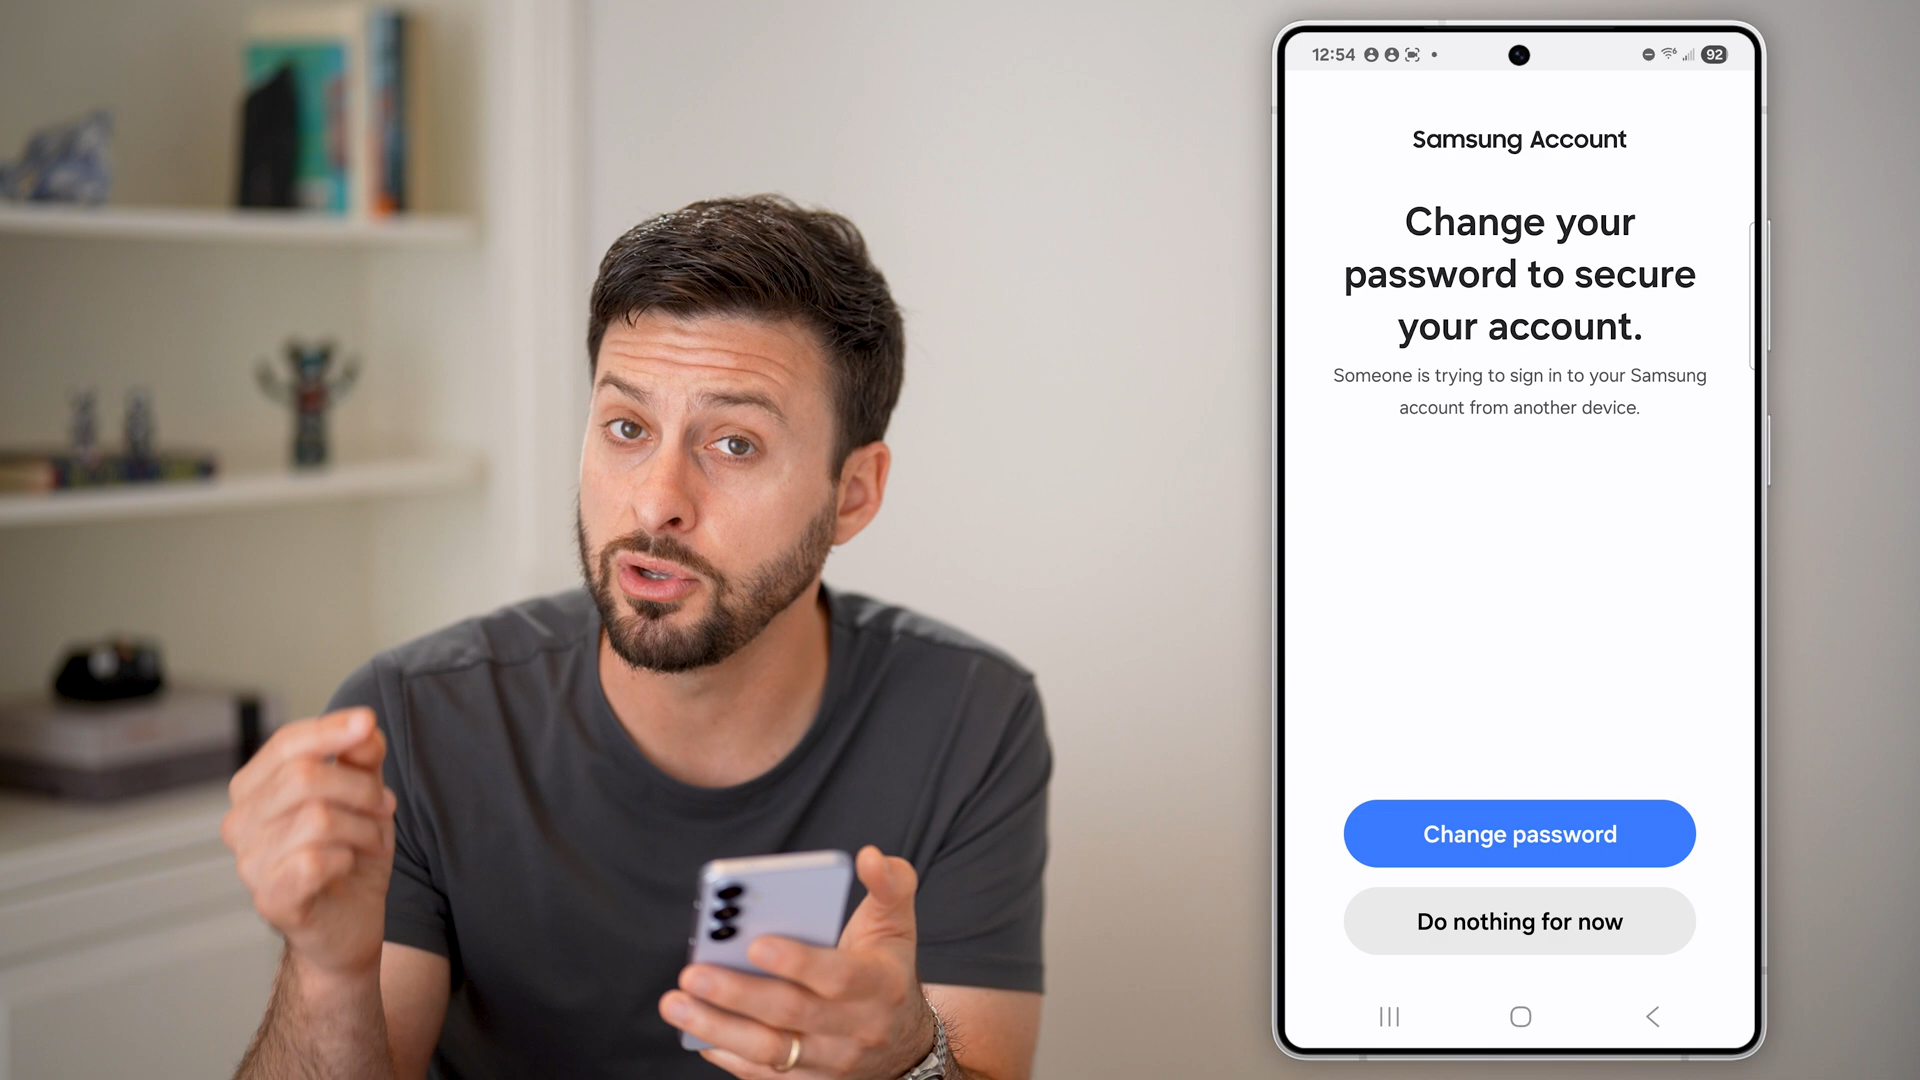 12:54
92
Samsung Account
Change your
password to secure
your account.
Someone is trying to sign in to your Samsung
account from another device.
Change password
Do nothing for now